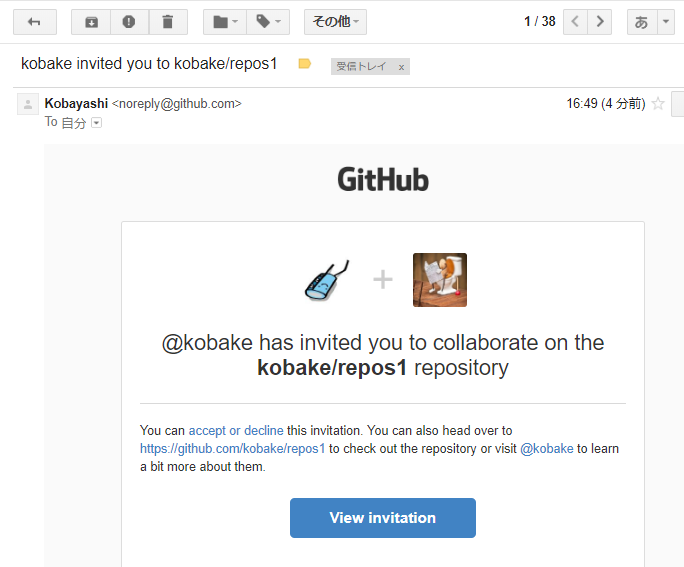 その他
1 / 38
あ
kobake invited you to kobake/repos1
受信トレイ x
Kobayashi <noreply@github.com>
16:49 (4 分前)
To 自分
GitHub
+
@kobake has invited you to collaborate on the
kobake/repos1 repository
You can accept or decline this invitation. You can also head over to
https://github.com/kobake/repos1 to check out the repository or visit @kobake to learn
a bit more about them.
View invitation